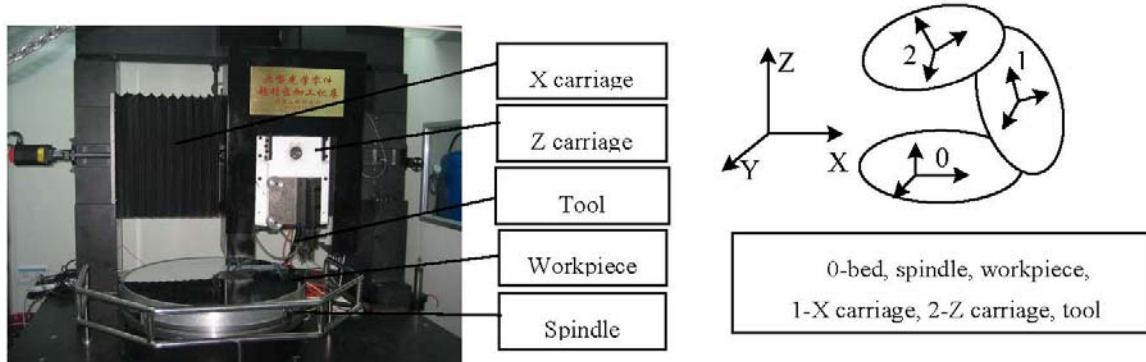 X carriage
Z carriage
Tool
Workpiece
Spindle
Z
X
Y
2
1
0
0-bed, spindle, workpiece,
1-X carriage, 2-Z carriage, tool